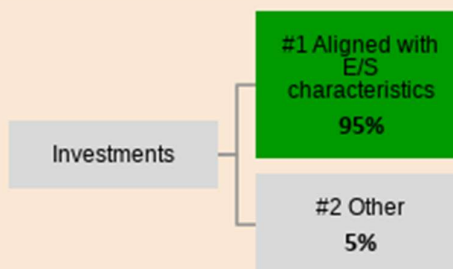 #1 Aligned with
E/S
characteristics
95%
Investments
#2 Other
5%